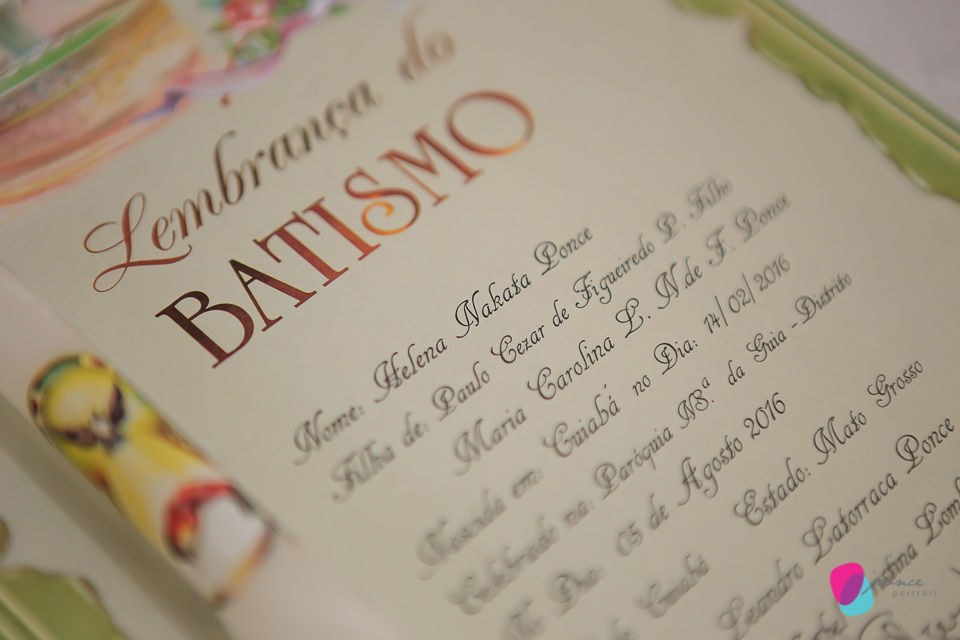 Lembrança do
BATISMO
Nome: Helena Nakata Ponce
Filha de: Paulo Cezar de Figueiredo P. Filho
Maria Carolina L. N.de F. Ponce
Nascida em: Cuiabá no Dia: 14/02/2016
Celebrado na: Paróquia NS.ª da Guia - Distrito
No Dia: 05 de Agosto 2016
Cuiabá Estado: Mato Grosso
Leandro Latorraca Ponce
ponce
portrait